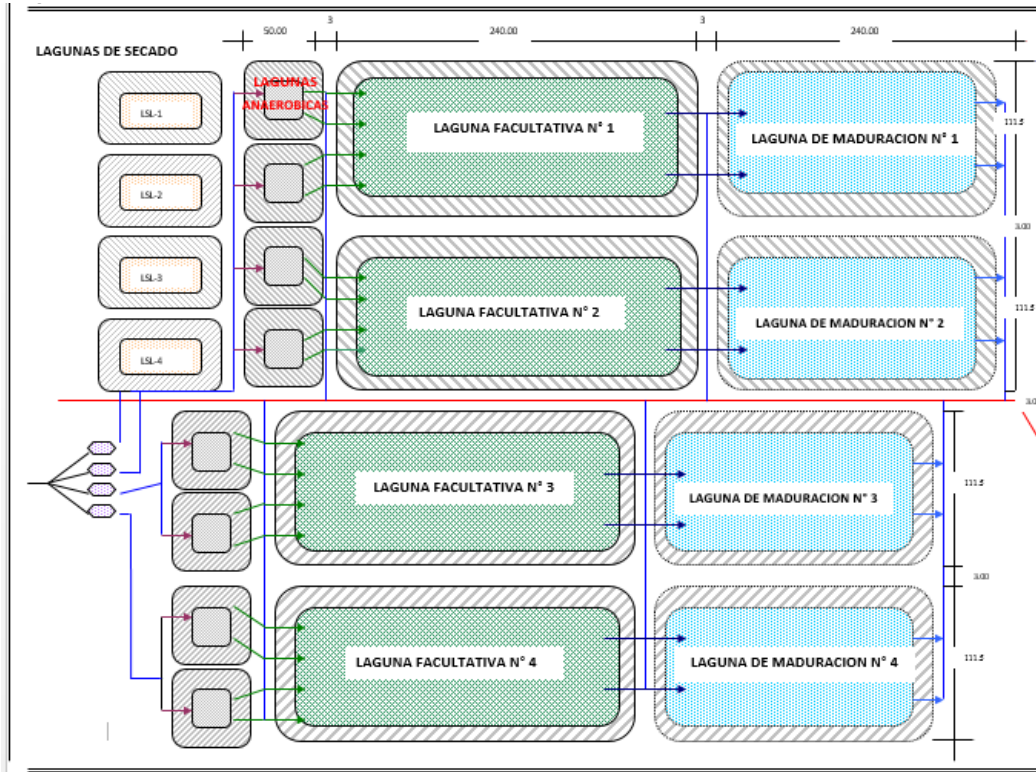 3
3
50.00
240.00
240.00
LAGUNAS DE SECADO
LAGUNAS
ANAEROBICAS
LSL-1
LAGUNA FACULTATIVA N° 1
LAGUNA DE MADURACION N° 1
111.5
LSL-2
3.00
LSL-3
LAGUNA FACULTATIVA N° 2
LAGUNA DE MADURACION N° 2
111.5
LSL-4
LAGUNA FACULTATIVA N° 3
LAGUNA DE MADURACION N° 3
111.5
3.00
LAGUNA FACULTATIVA N° 4
LAGUNA DE MADURACION N° 4
111.5